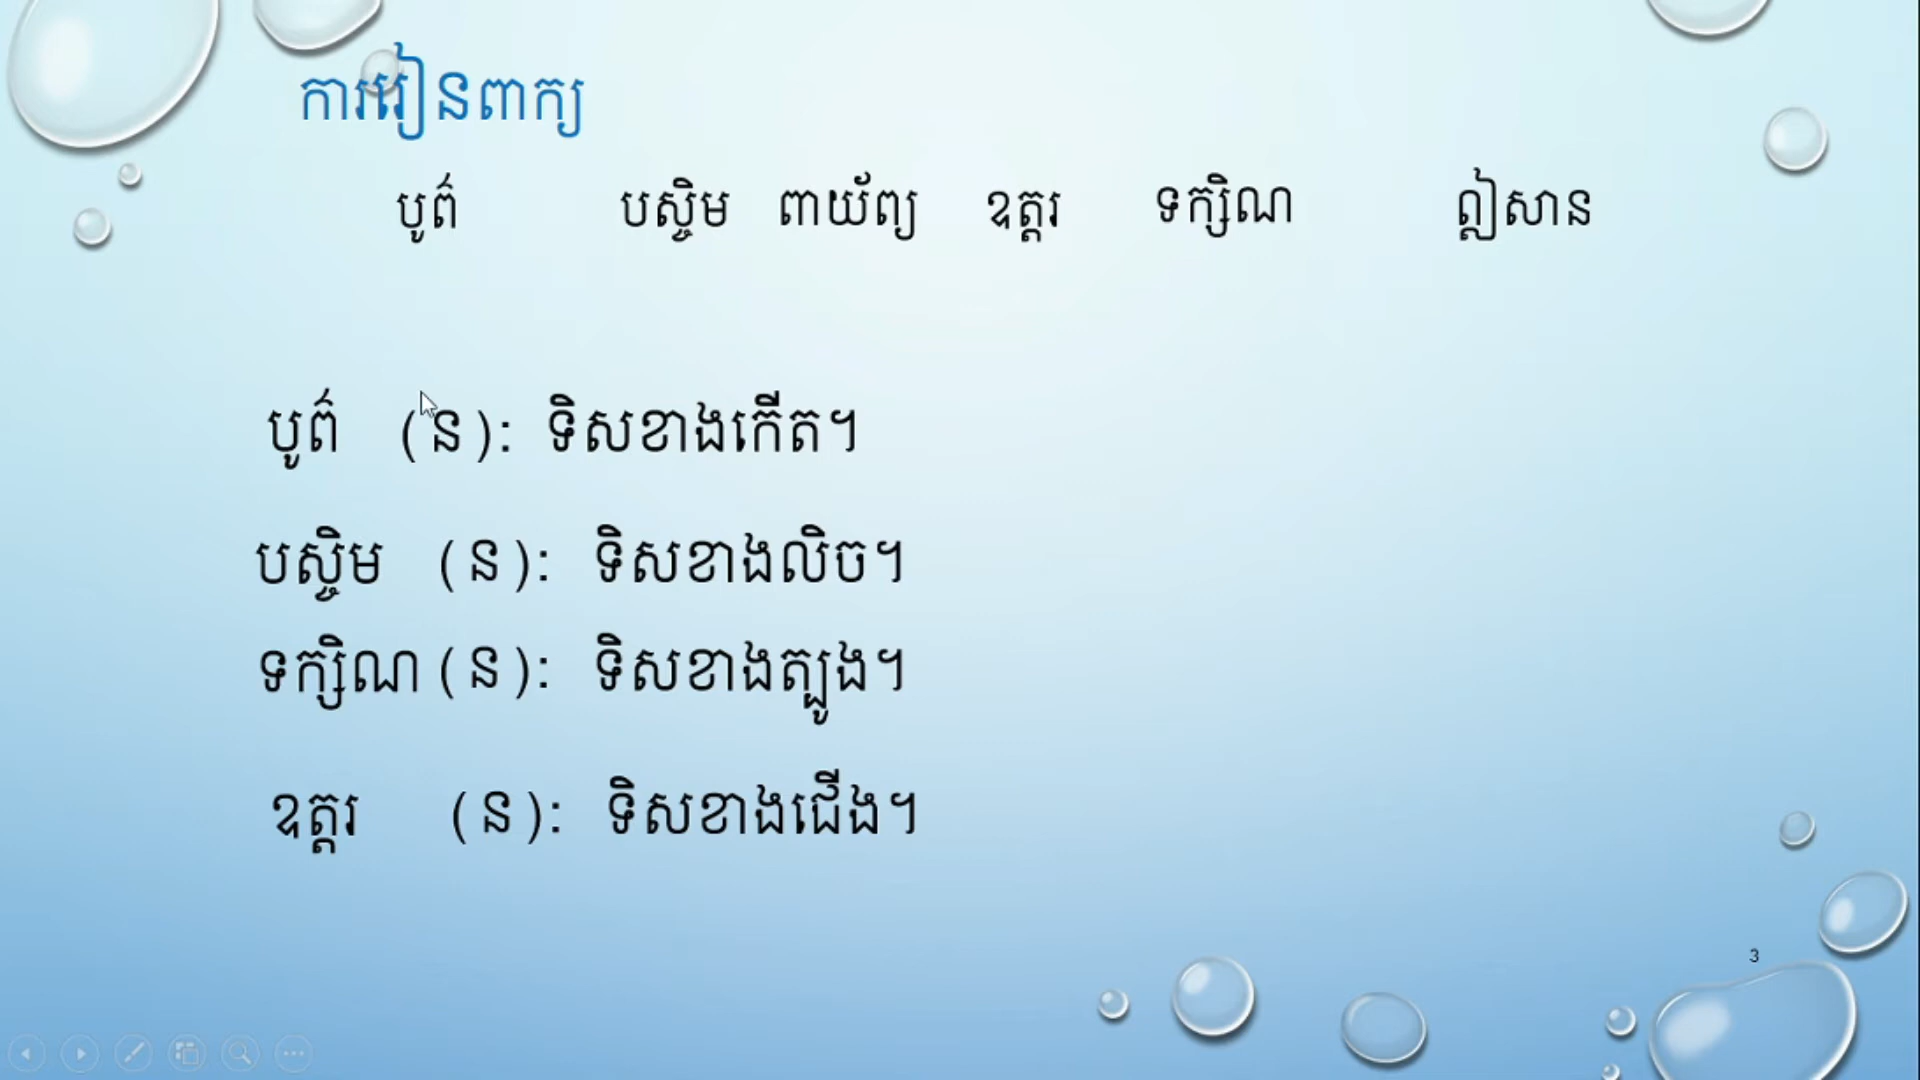 ការរៀនពាក្យ
បូព៌ បស្ចិម ពាយ័ព្យ ឧត្តរ ទក្សិណ ឦសាន
បូព៌ (ន): ទិសខាងកើត។
បស្ចិម (ន): ទិសខាងលិច។
ទក្សិណ (ន): ទិសខាងត្បូង។
ឧត្តរ (ន): ទិសខាងជើង។
3